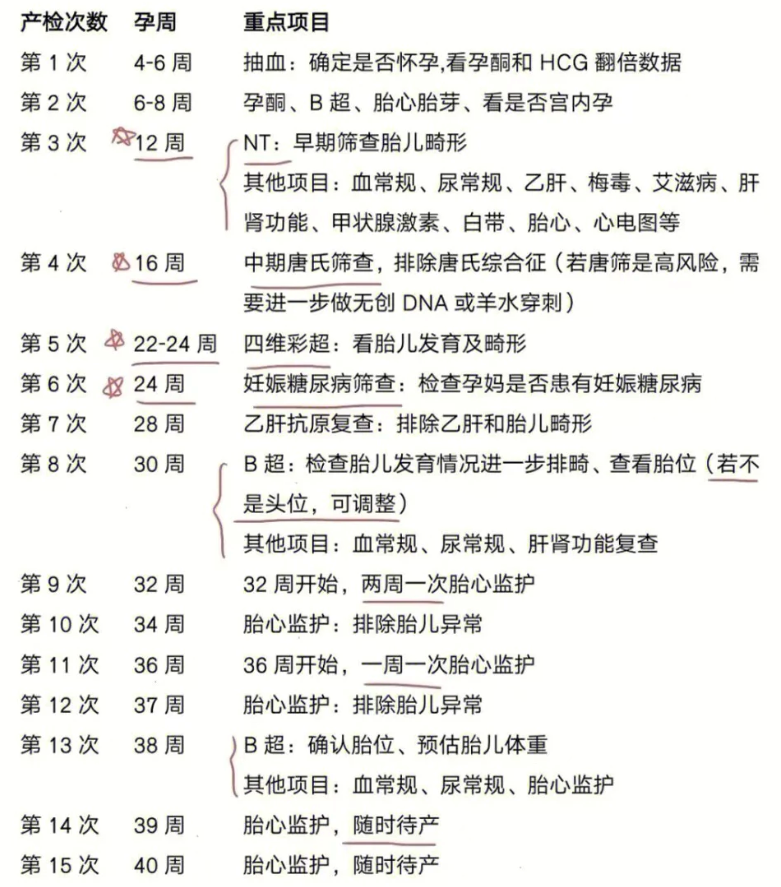 产检次数 孕周 重点项目
第 1 次 4-6 周 抽血：确定是否怀孕,看孕酮和 HCG 翻倍数据
第 2 次 6-8 周 孕酮、B 超、胎心胎芽、看是否宫内孕
第 3 次 12 周 NT：早期筛查胎儿畸形
其他项目：血常规、尿常规、乙肝、梅毒、艾滋病、肝
肾功能、甲状腺激素、白带、胎心、心电图等
第 4 次 16 周 中期唐氏筛查，排除唐氏综合征（若唐筛是高风险，需
要进一步做无创 DNA 或羊水穿刺）
第 5 次 22-24 周 四维彩超：看胎儿发育及畸形
第 6 次 24 周 妊娠糖尿病筛查：检查孕妈是否患有妊娠糖尿病
第 7 次 28 周 乙肝抗原复查：排除乙肝和胎儿畸形
第 8 次 30 周 B 超：检查胎儿发育情况进一步排畸、查看胎位（若不
是头位，可调整）
其他项目：血常规、尿常规、肝肾功能复查
第 9 次 32 周 32 周开始，两周一次胎心监护
第 10 次 34 周 胎心监护：排除胎儿异常
第 11 次 36 周 36 周开始，一周一次胎心监护
第 12 次 37 周 胎心监护：排除胎儿异常
第 13 次 38 周 B 超：确认胎位、预估胎儿体重
其他项目：血常规、尿常规、胎心监护
第 14 次 39 周 胎心监护，随时待产
第 15 次 40 周 胎心监护，随时待产